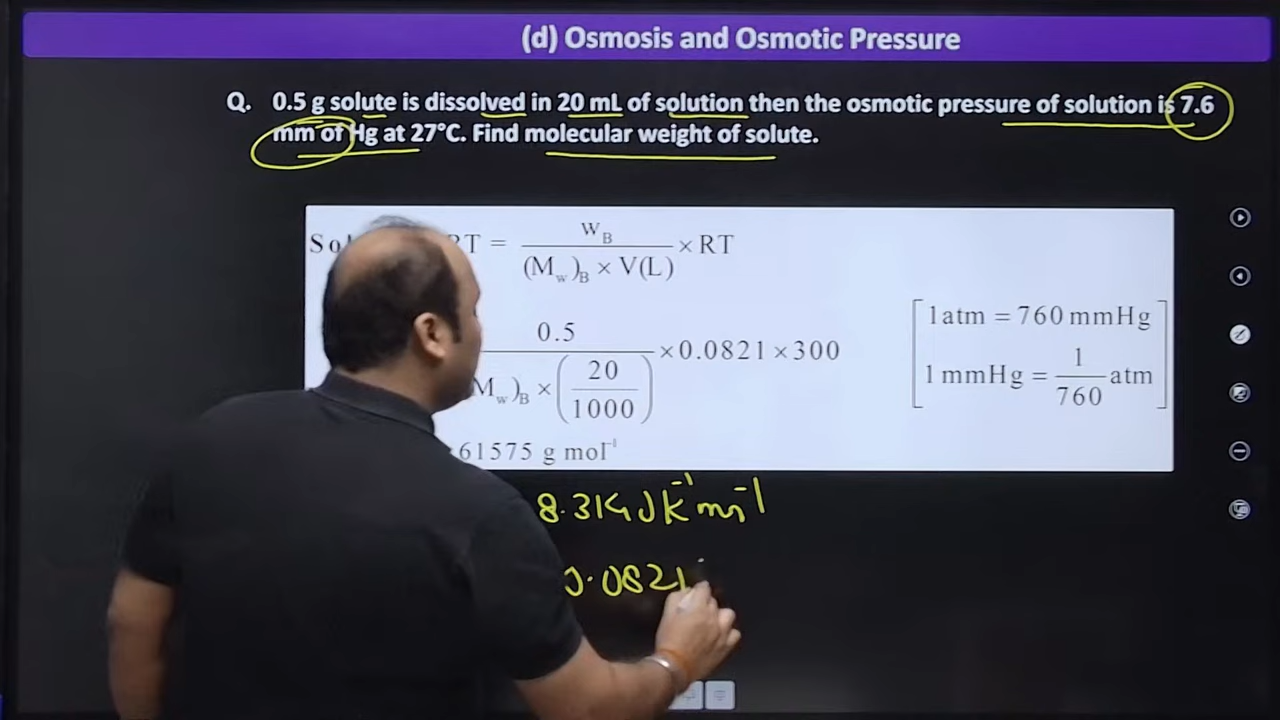 (d) Osmosis and Osmotic Pressure
Q. 0.5 g solute is dissolved in 20 mL of solution then the osmotic pressure of solution is 7.6
mm of Hg at 27°C. Find molecular weight of solute.
RT = w_B / ((M_w)_B × V(L)) × RT
0.5 / (M_w)_B × (20/1000) × 0.0821 × 300
61575 g mol⁻¹
[1 atm = 760 mmHg
1 mmHg = 1/760 atm]
8.314 J K⁻¹
0.0821